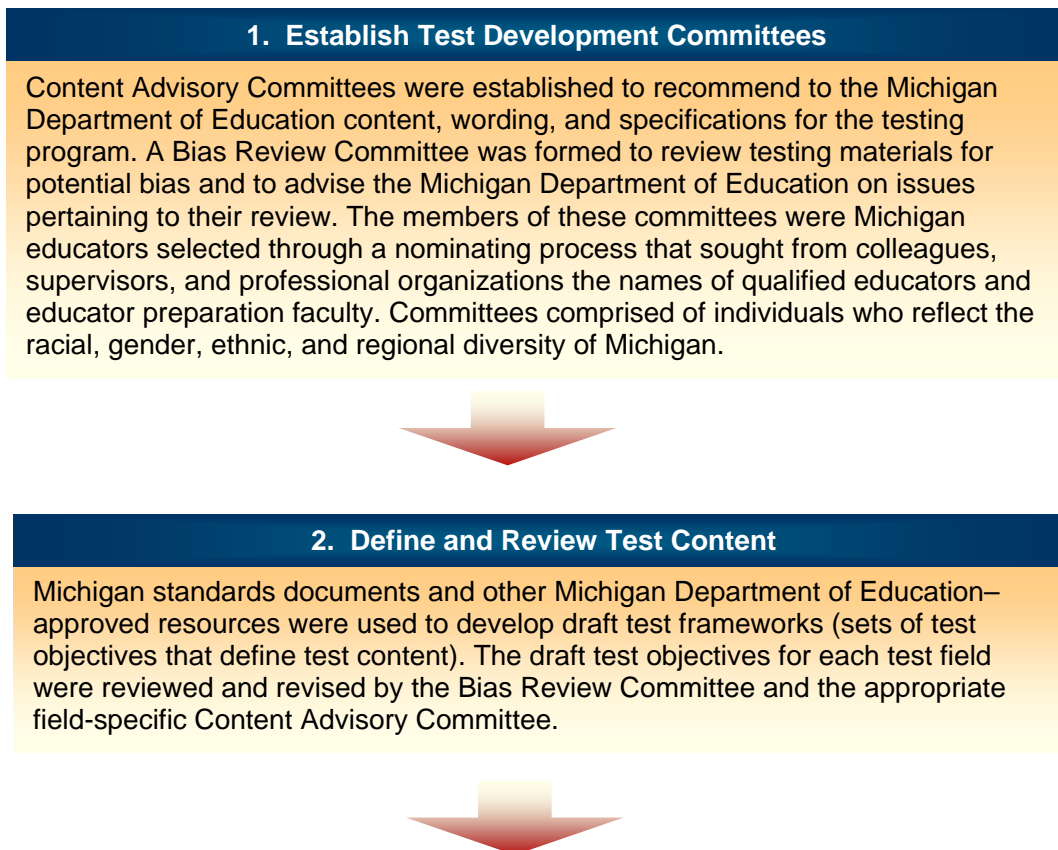 1. Establish Test Development Committees
Content Advisory Committees were established to recommend to the Michigan
Department of Education content, wording, and specifications for the testing
program. A Bias Review Committee was formed to review testing materials for
potential bias and to advise the Michigan Department of Education on issues
pertaining to their review. The members of these committees were Michigan
educators selected through a nominating process that sought from colleagues,
supervisors, and professional organizations the names of qualified educators and
educator preparation faculty. Committees comprised of individuals who reflect the
racial, gender, ethnic, and regional diversity of Michigan.
2. Define and Review Test Content
Michigan standards documents and other Michigan Department of Education–
approved resources were used to develop draft test frameworks (sets of test
objectives that define test content). The draft test objectives for each test field
were reviewed and revised by the Bias Review Committee and the appropriate
field-specific Content Advisory Committee.